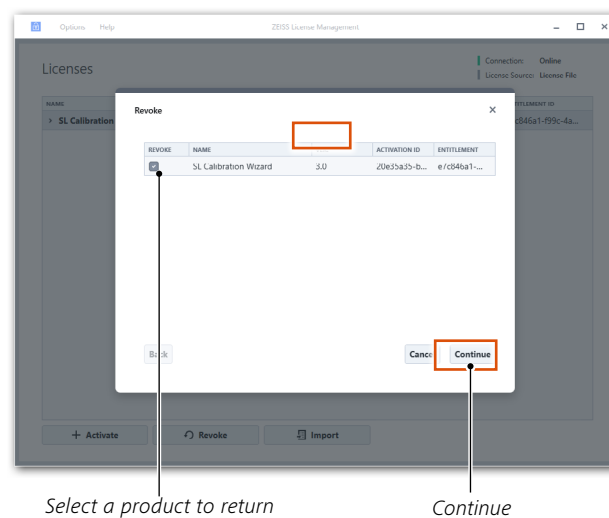 Options Help ZEISS License Management
Licenses
Connection: Online
License Source: License File
NAME
ENTITLEMENT ID
> SL Calibration
c846a1-f99c-4a...
Revoke
REVOKE NAME ACTIVATION ID ENTITLEMENT
SL Calibration Wizard 3.0 20e35a35-b... e7c846a1-...
Back Cance Continue
+ Activate Revoke Import
Select a product to return Continue